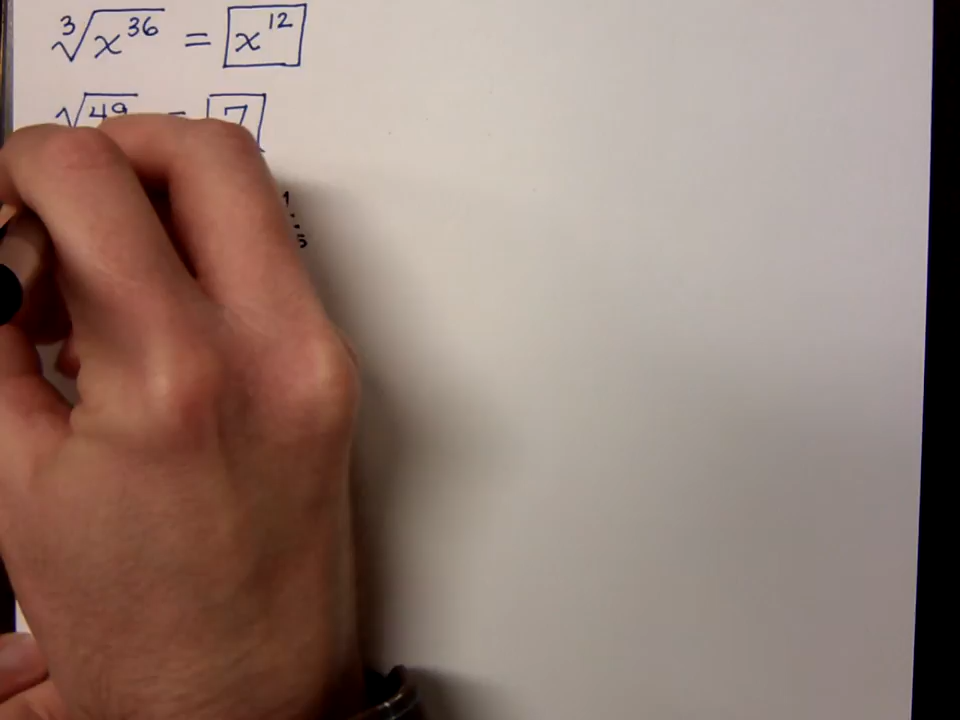 ∛x³⁶ = x¹²
√49 = 7